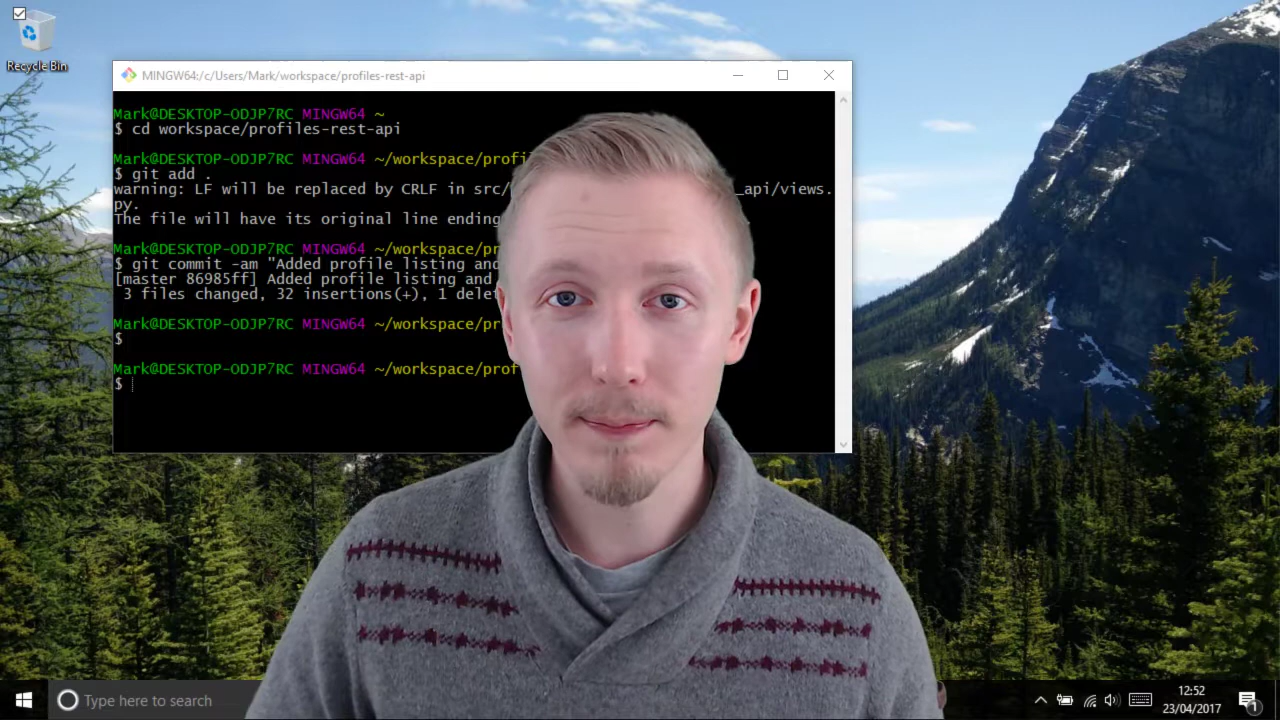 Recycle Bin
MINGW64:/c/Users/Mark/workspace/profiles-rest-api
Mark@DESKTOP-ODJP7RC MINGW64 ~
$ cd workspace/profiles-rest-api
Mark@DESKTOP-ODJP7RC MINGW64 ~/workspace/profi
$ git add .
warning: LF will be replaced by CRLF in src/ _api/views.
py.
The file will have its original line ending
Mark@DESKTOP-ODJP7RC MINGW64 ~/workspace/pr
$ git commit -am "Added profile listing and
[master 86985ff] Added profile listing and
3 files changed, 32 insertions(+), 1 delet
Mark@DESKTOP-ODJP7RC MINGW64 ~/workspace/pr
$
Mark@DESKTOP-ODJP7RC MINGW64 ~/workspace/prof
$
Type here to search
12:52
23/04/2017
1